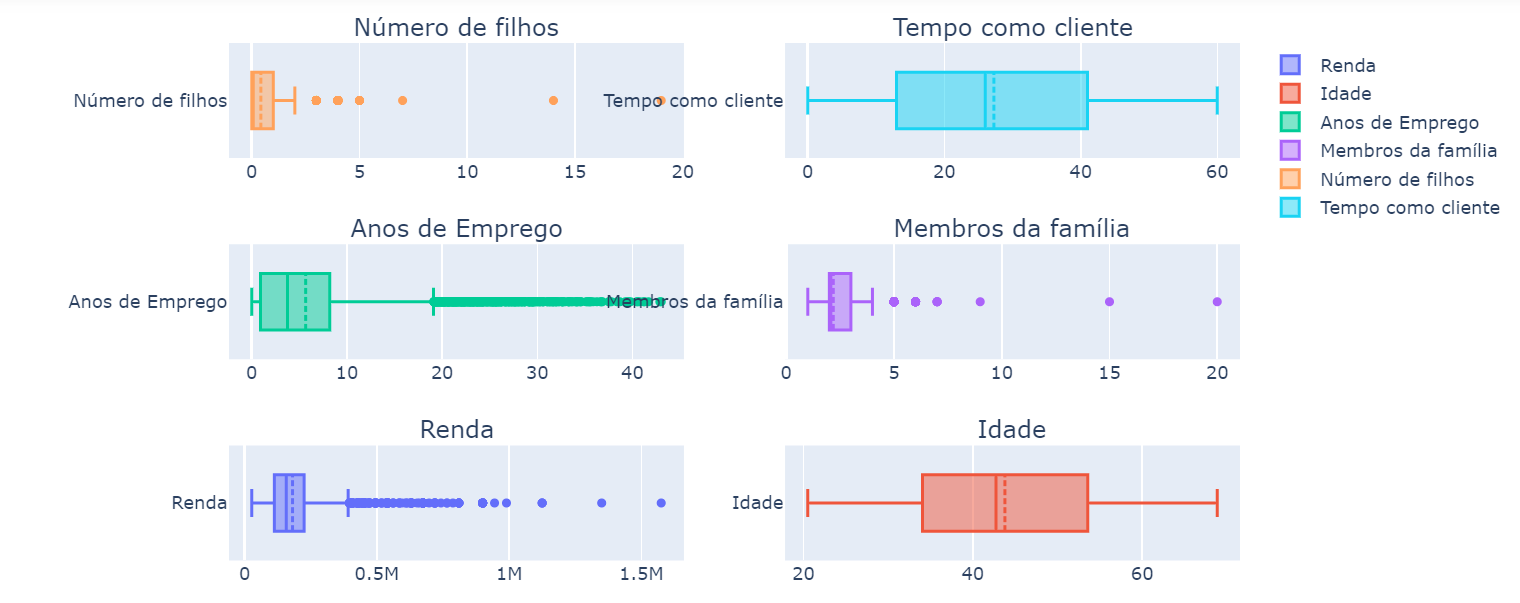 Número de filhos
Tempo como cliente
Número de filhos
Tempo como cliente
0 5 10 15 20
0 20 40 60
Anos de Emprego
Membros da família
Anos de Emprego
Membros da família
0 10 20 30 40
0 5 10 15 20
Renda
Idade
Renda
Idade
0 0.5M 1M 1.5M
20 40 60
Renda
Idade
Anos de Emprego
Membros da família
Número de filhos
Tempo como cliente